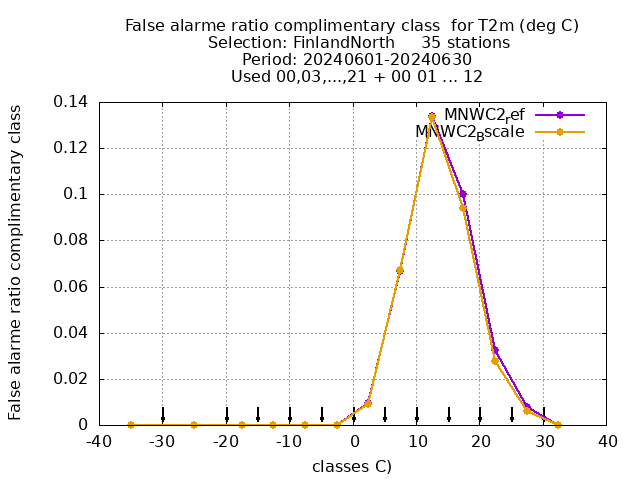 False alarme ratio complimentary class  for T2m (deg C)
Selection: FinlandNorth     35 stations
Period: 20240601-20240630
Used 00,03,...,21 + 00 01 ... 12
False alarme ratio complimentary class
0.14
0.12
0.1
0.08
0.06
0.04
0.02
0
MNWC2ref
MNWC2Bscale
-40
-30
-20
-10
0
10
20
30
40
classes C)